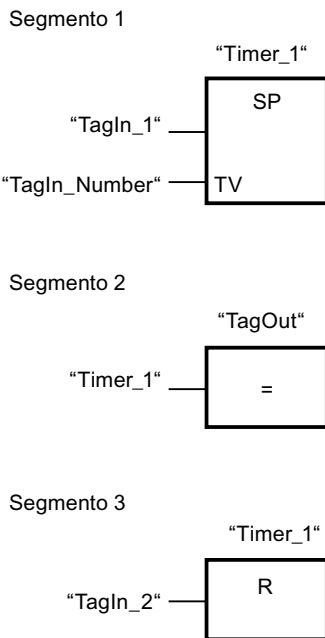 Segmento 1
“Timer_1“
SP
“TagIn_1“
“TagIn_Number“
TV
Segmento 2
“TagOut“
“Timer_1“
=
Segmento 3
“Timer_1“
R
“TagIn_2“